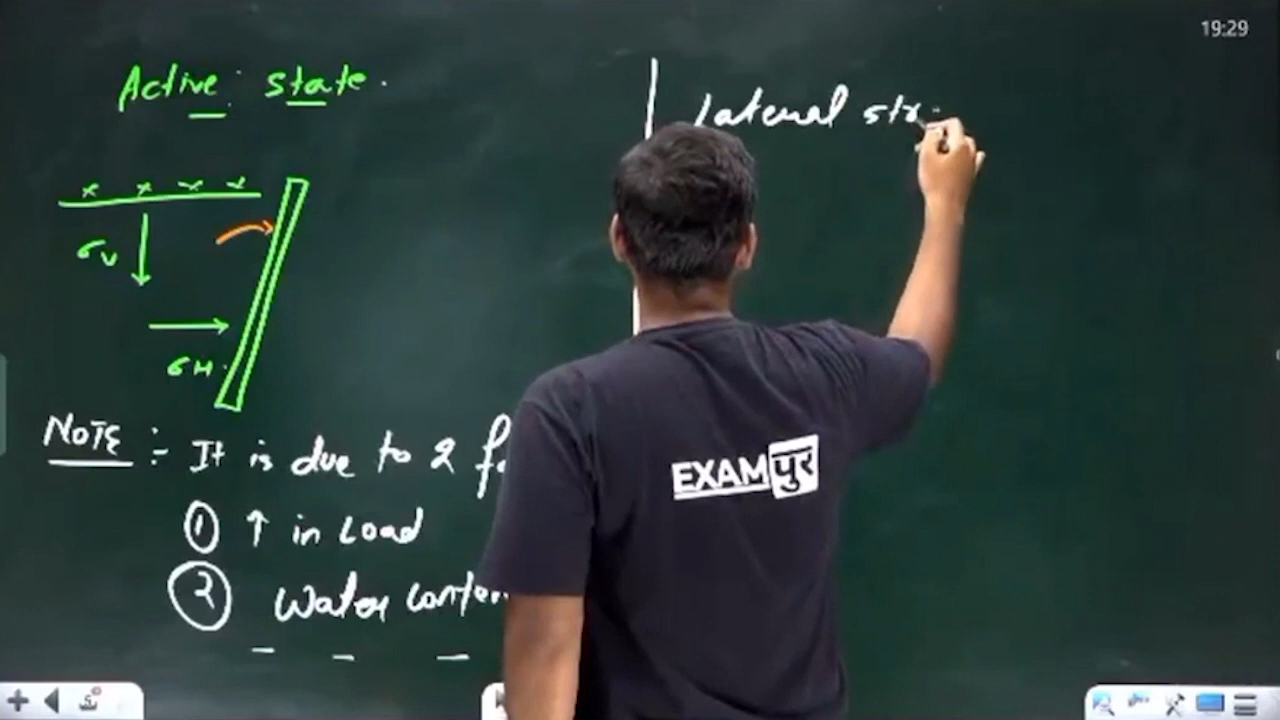 19:29
Active state.
lateral str
σv
σH.
NOTE :- It is due to 2 f
① ↑ in Load
② Water conten
EXAMपुर